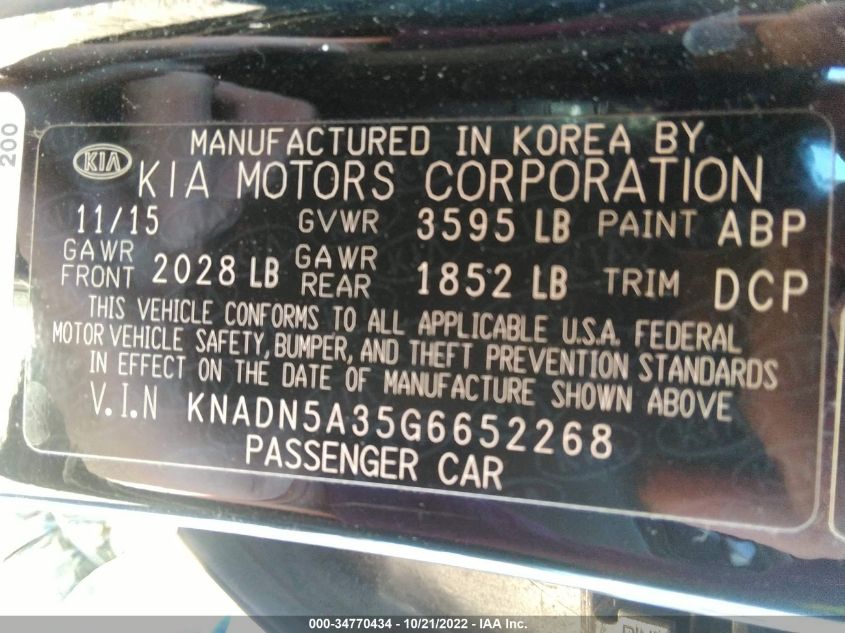 200
MANUFACTURED IN KOREA BY
KIA KIA MOTORS CORPORATION
11/15 GVWR 3595 LB PAINT ABP
GAWR FRONT 2028 LB GAWR REAR 1852 LB TRIM DCP
THIS VEHICLE CONFORMS TO ALL APPLICABLE U.S.A. FEDERAL
MOTOR VEHICLE SAFETY, BUMPER, AND THEFT PREVENTION STANDARDS
IN EFFECT ON THE DATE OF MANUFACTURE SHOWN ABOVE
V.I.N KNADN5A35G6652268
PASSENGER CAR
000-34770434 - 10/21/2022 - IAA Inc.